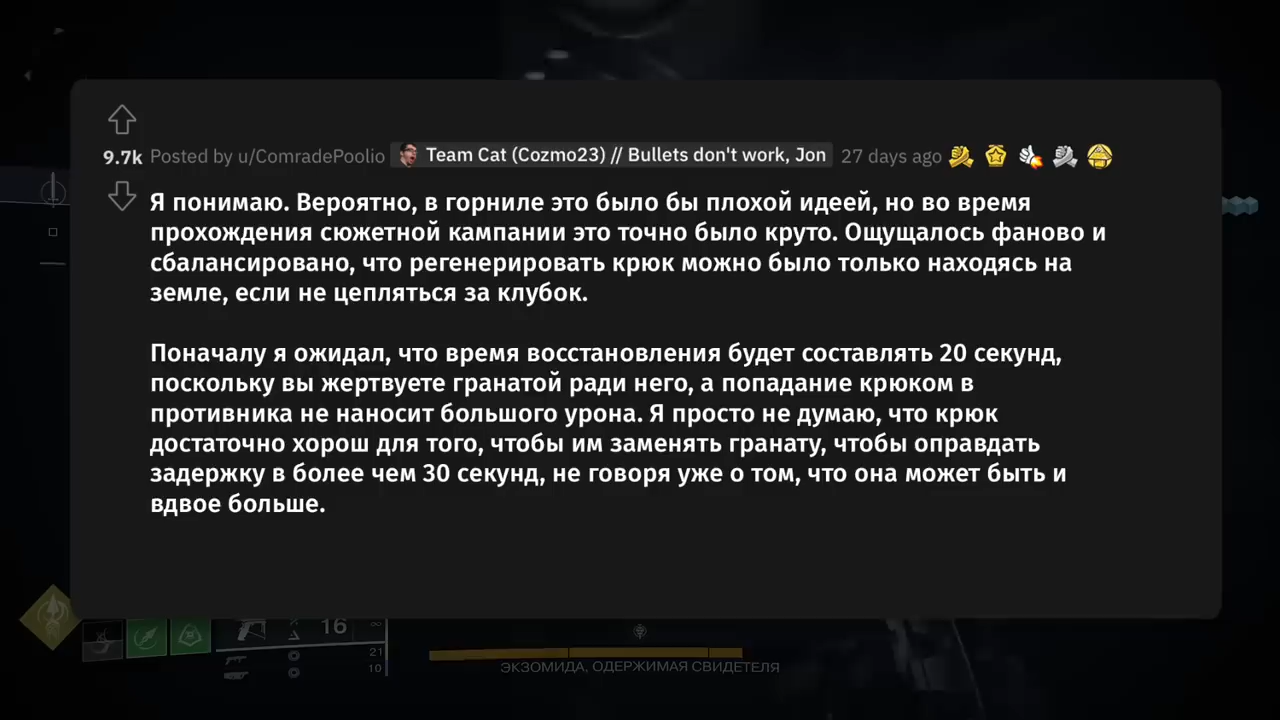 9.7k Posted by u/ComradePoolio Team Cat (Cozmo23) // Bullets don't work, Jon 27 days ago
Я понимаю. Вероятно, в горниле это было бы плохой идеей, но во время
прохождения сюжетной кампании это точно было круто. Ощущалось фаново и
сбалансировано, что регенерировать крюк можно было только находясь на
земле, если не цепляться за клубок.
Поначалу я ожидал, что время восстановления будет составлять 20 секунд,
поскольку вы жертвуете гранатой ради него, а попадание крюком в
противника не наносит большого урона. Я просто не думаю, что крюк
достаточно хорош для того, чтобы им заменять гранату, чтобы оправдать
задержку в более чем 30 секунд, не говоря уже о том, что она может быть и
вдвое больше.
16
21
10
ЭКЗОМИДА, ОДЕРЖИМАЯ СВИДЕТЕЛЯ